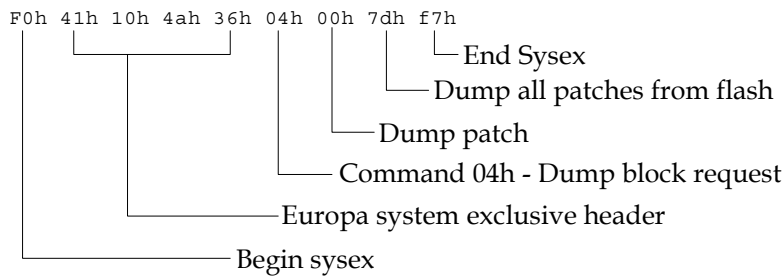 F0h 41h 10h 4ah 36h 04h 00h 7dh f7h
End Sysex
Dump all patches from flash
Dump patch
Command 04h - Dump block request
Europa system exclusive header
Begin sysex